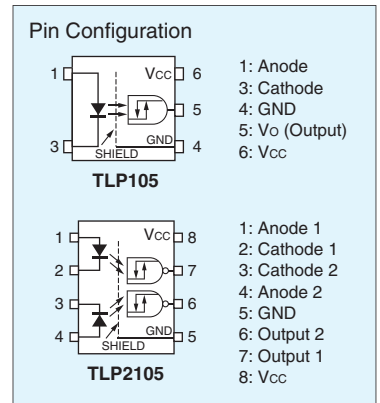 Pin Configuration
1
Vcc 6
5
3
SHIELD
GND 4
TLP105
1: Anode
3: Cathode
4: GND
5: Vo (Output)
6: Vcc
1
Vcc 8
2
7
3
6
4
SHIELD
GND 5
TLP2105
1: Anode 1
2: Cathode 1
3: Cathode 2
4: Anode 2
5: GND
6: Output 2
7: Output 1
8: Vcc